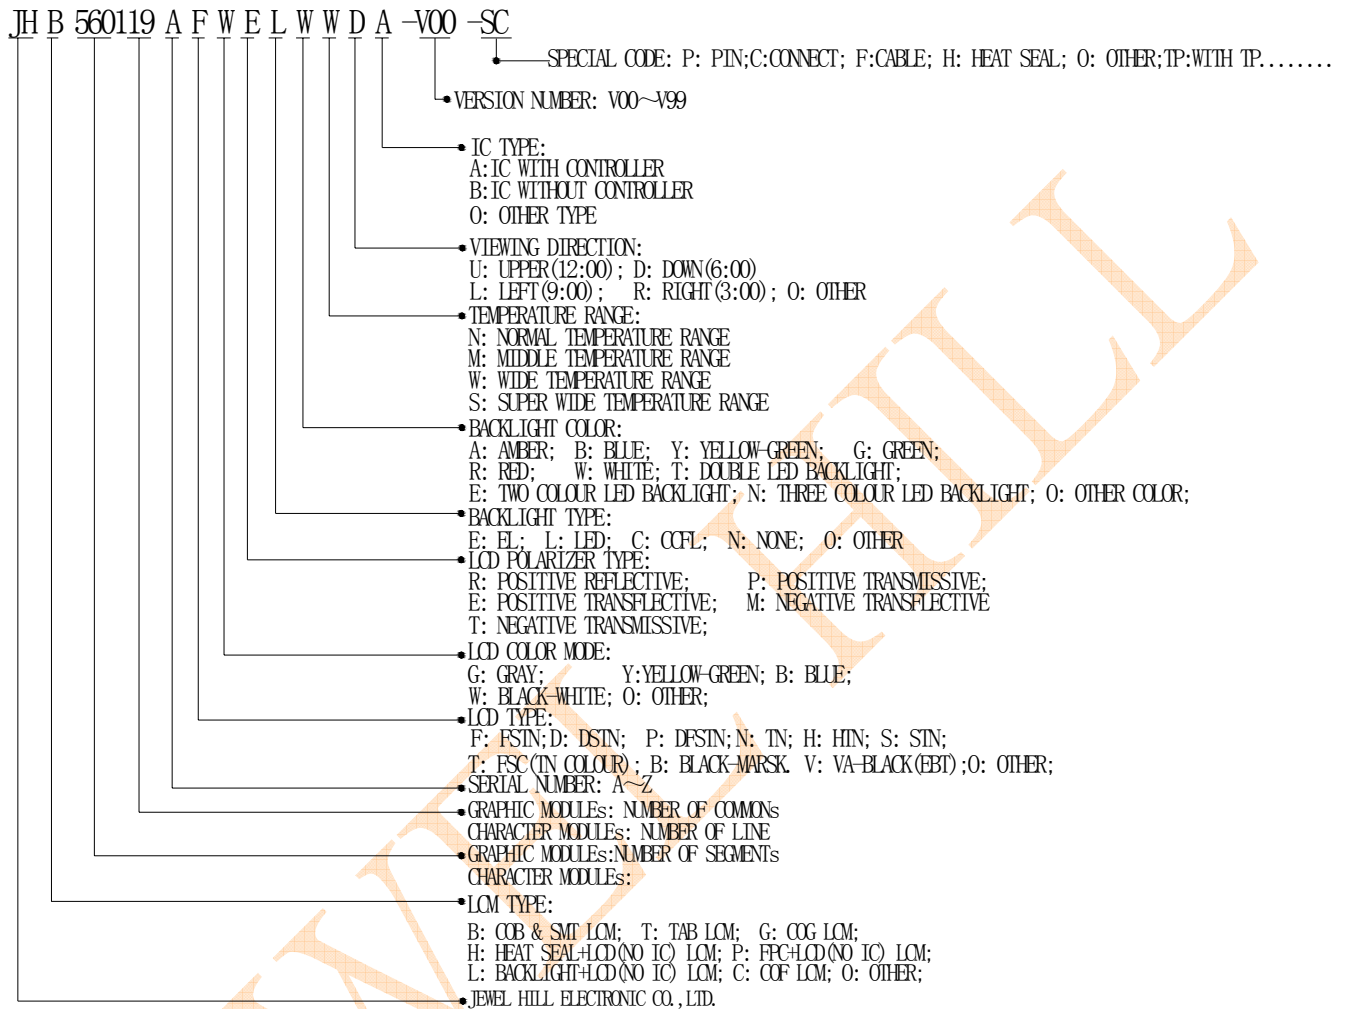 JH B 560119 A F W E L W W D A -V00 -SC
SPECIAL CODE: P: PIN;C:CONNECT; F:CABLE; H: HEAT SEAL; O: OTHER;TP:WITH TP........
VERSION NUMBER: V00~V99
IC TYPE:
A:IC WITH CONTROLLER
B:IC WITHOUT CONTROLLER
O: OTHER TYPE
VIEWING DIRECTION:
U: UPPER(12:00); D: DOWN(6:00)
L: LEFT(9:00); R: RIGHT(3:00); O: OTHER
TEMPERATURE RANGE:
N: NORMAL TEMPERATURE RANGE
M: MIDDLE TEMPERATURE RANGE
W: WIDE TEMPERATURE RANGE
S: SUPER WIDE TEMPERATURE RANGE
BACKLIGHT COLOR:
A: AMBER; B: BLUE; Y: YELLOW-GREEN; G: GREEN;
R: RED; W: WHITE; T: DOUBLE LED BACKLIGHT;
E: TWO COLOUR LED BACKLIGHT; N: THREE COLOUR LED BACKLIGHT; O: OTHER COLOR;
BACKLIGHT TYPE:
E: EL; L: LED; C: CCFL; N: NONE; O: OTHER
LCD POLARIZER TYPE:
R: POSITIVE REFLECTIVE; P: POSITIVE TRANSMISSIVE;
E: POSITIVE TRANSFLECTIVE; M: NEGATIVE TRANSFLECTIVE
T: NEGATIVE TRANSMISSIVE;
LCD COLOR MODE:
G: GRAY; Y:YELLOW-GREEN; B: BLUE;
W: BLACK-WHITE; O: OTHER;
LCD TYPE:
F: FSTN;D: DSTN; P: DFSTN;N: TN; H: HTN; S: STN;
T: FSC(TN COLOUR); B: BLACK-MARSK. V: VA-BLACK(EBT);O: OTHER;
SERIAL NUMBER: A~Z
GRAPHIC MODULEs: NUMBER OF COMMONs
CHARACTER MODULEs: NUMBER OF LINE
GRAPHIC MODULEs:NUMBER OF SEGMENTs
CHARACTER MODULEs:
LCM TYPE:
B: COB & SMT LCM; T: TAB LCM; G: COG LCM;
H: HEAT SEAL+LCD(NO IC) LCM; P: FPC+LCD(NO IC) LCM;
L: BACKLIGHT+LCD(NO IC) LCM; C: COF LCM; O: OTHER;
JEWEL HILL ELECTRONIC CO.,LTD.
WEL HILL